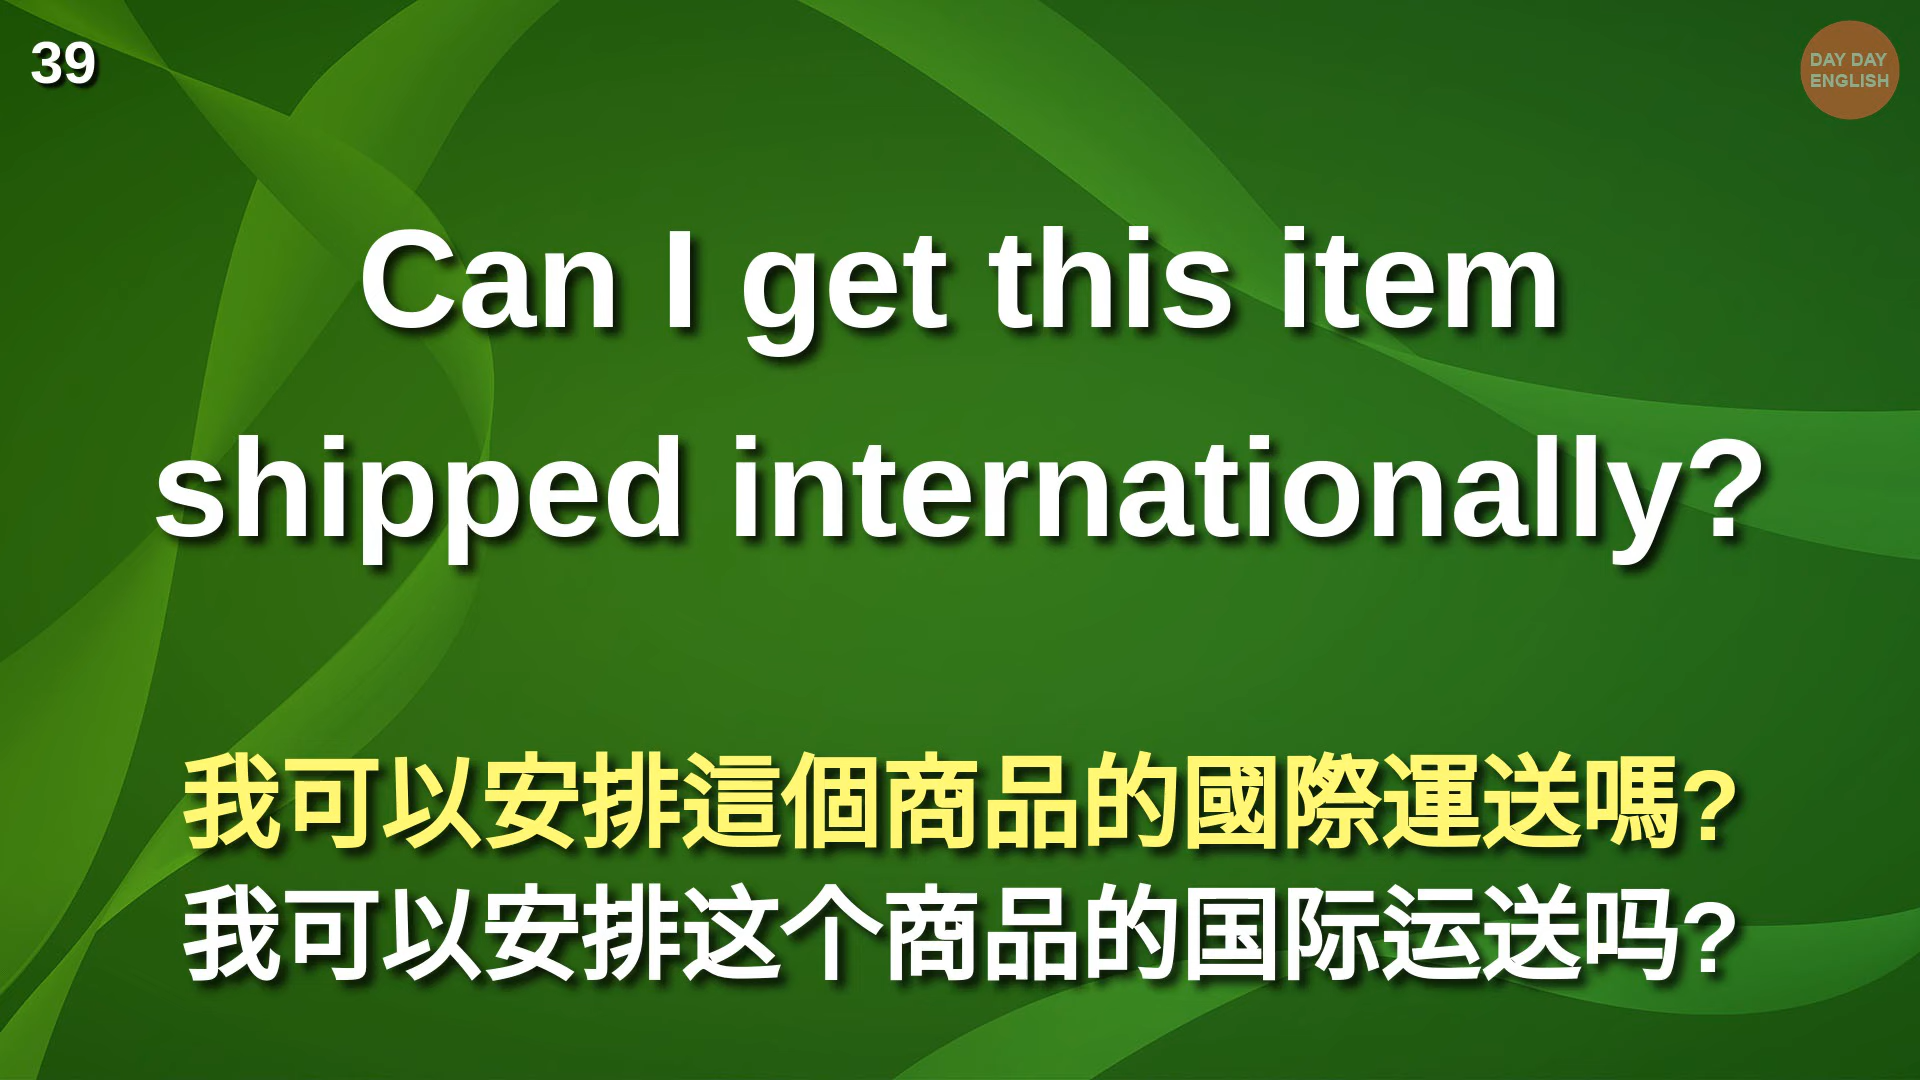 39
DAY DAY
ENGLISH
Can I get this item
shipped internationally?
我可以安排這個商品的國際運送嗎?
我可以安排这个商品的国际运送吗?